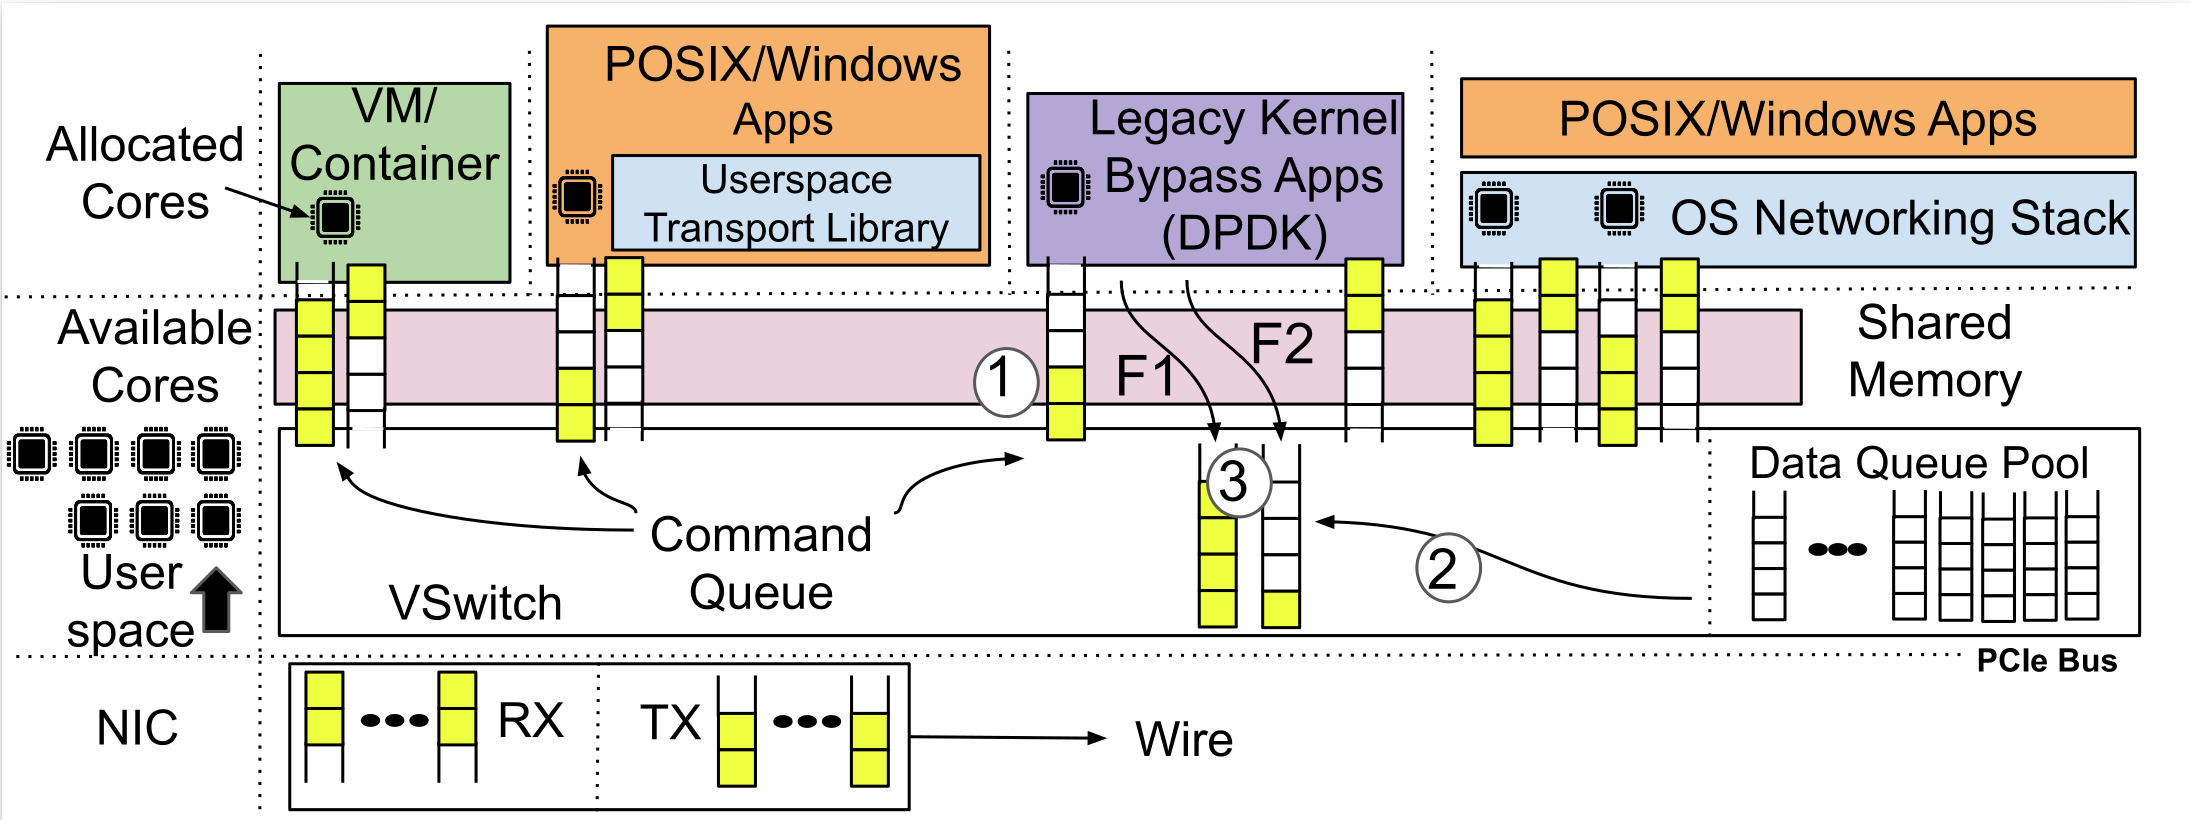 Allocated
Cores
VM/
Container
POSIX/Windows
Apps
Userspace
Transport Library
Legacy Kernel
Bypass Apps
(DPDK)
POSIX/Windows Apps
OS Networking Stack
Available
Cores
User
space
1
F1
F2
Shared
Memory
3
2
Data Queue Pool
Command
Queue
VSwitch
PCIe Bus
NIC
RX
TX
Wire